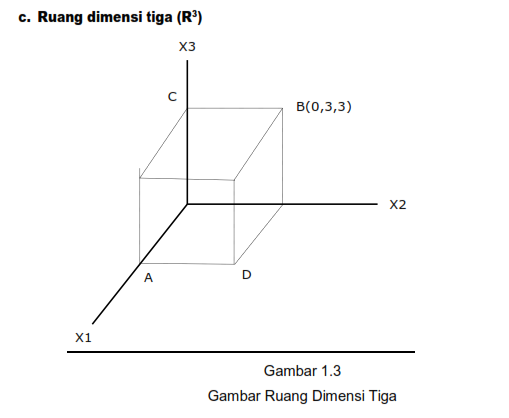 c. Ruang dimensi tiga (R³)
X3
C
B(0,3,3)
X2
A
D
X1
Gambar 1.3
Gambar Ruang Dimensi Tiga